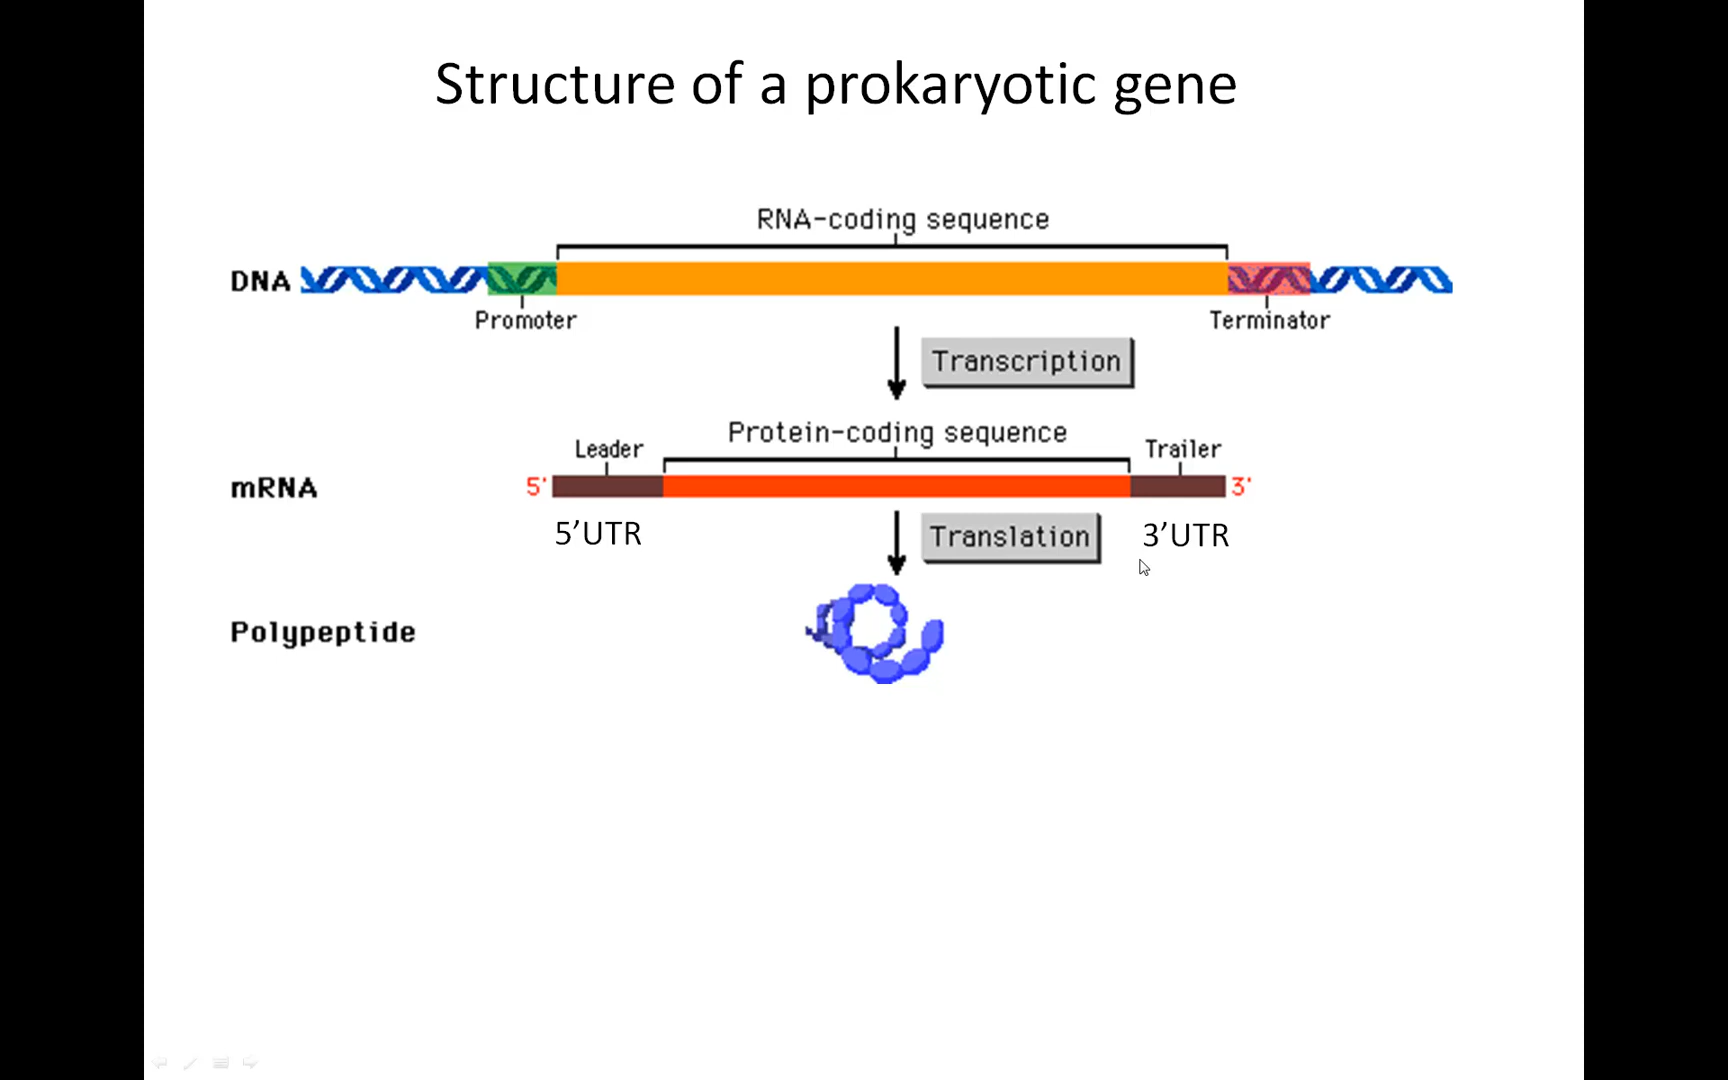 Structure of a prokaryotic gene
RNA-coding sequence
DNA
Promoter
Terminator
Transcription
Protein-coding sequence
Leader
Trailer
mRNA
5'
3'
5’UTR
Translation
3’UTR
Polypeptide